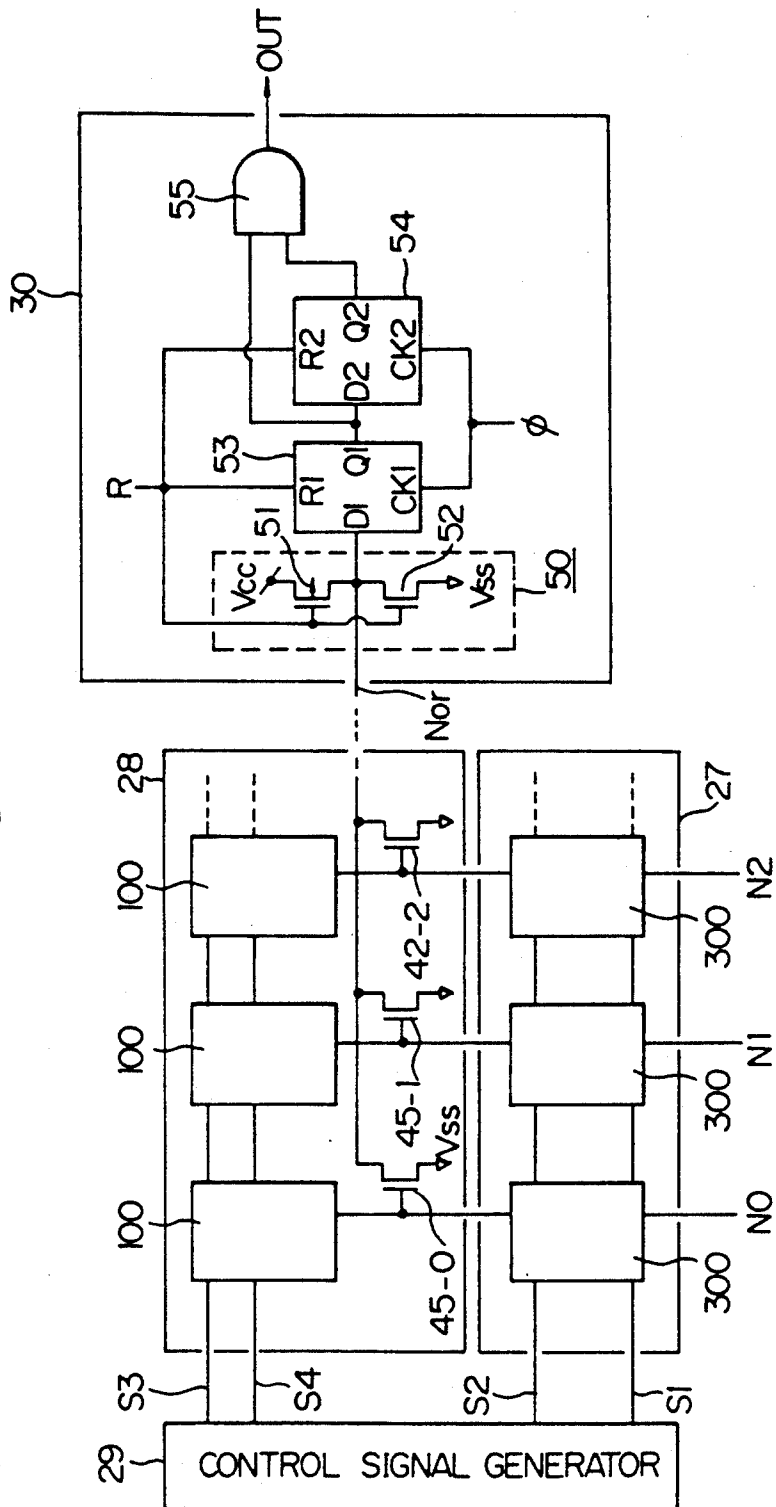 30
OUT
55
R
R2
D2
Q2
CK2
54
53
R1
D1
Q1
CK1
φ
51
52
Vcc
Vss
50
Nor
28
100
100
100
42-2
45-1
45-0
Vss
27
300
300
300
N2
N1
N0
S3
S4
S2
S1
29
CONTROL SIGNAL GENERATOR